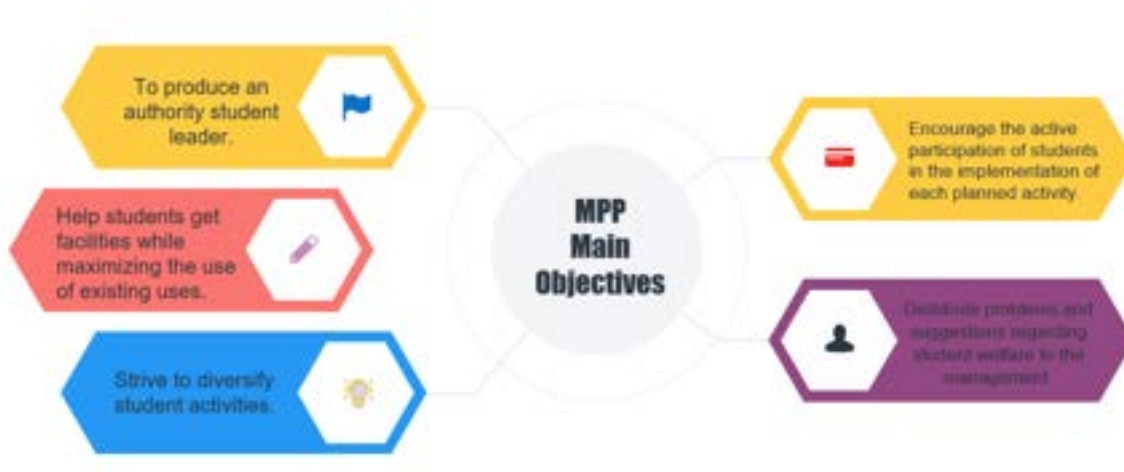 To produce an
authority student
leader.
Help students get
facilities while
maximizing the use
of existing uses.
Strive to diversify
student activities.
MPP
Main
Objectives
Encourage the active
participation of students
in the implementation of
each planned activity.
problems and
suggestions regarding
student welfare to the
management